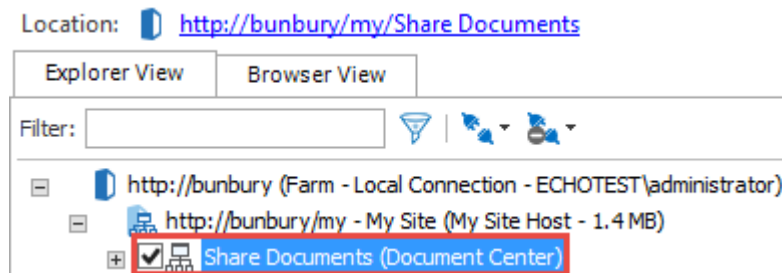 Location: http://bunbury/my/Share Documents
Explorer View Browser View
Filter:
http://bunbury (Farm - Local Connection - ECHOTEST\administrator)
http://bunbury/my - My Site (My Site Host - 1.4 MB)
Share Documents (Document Center)